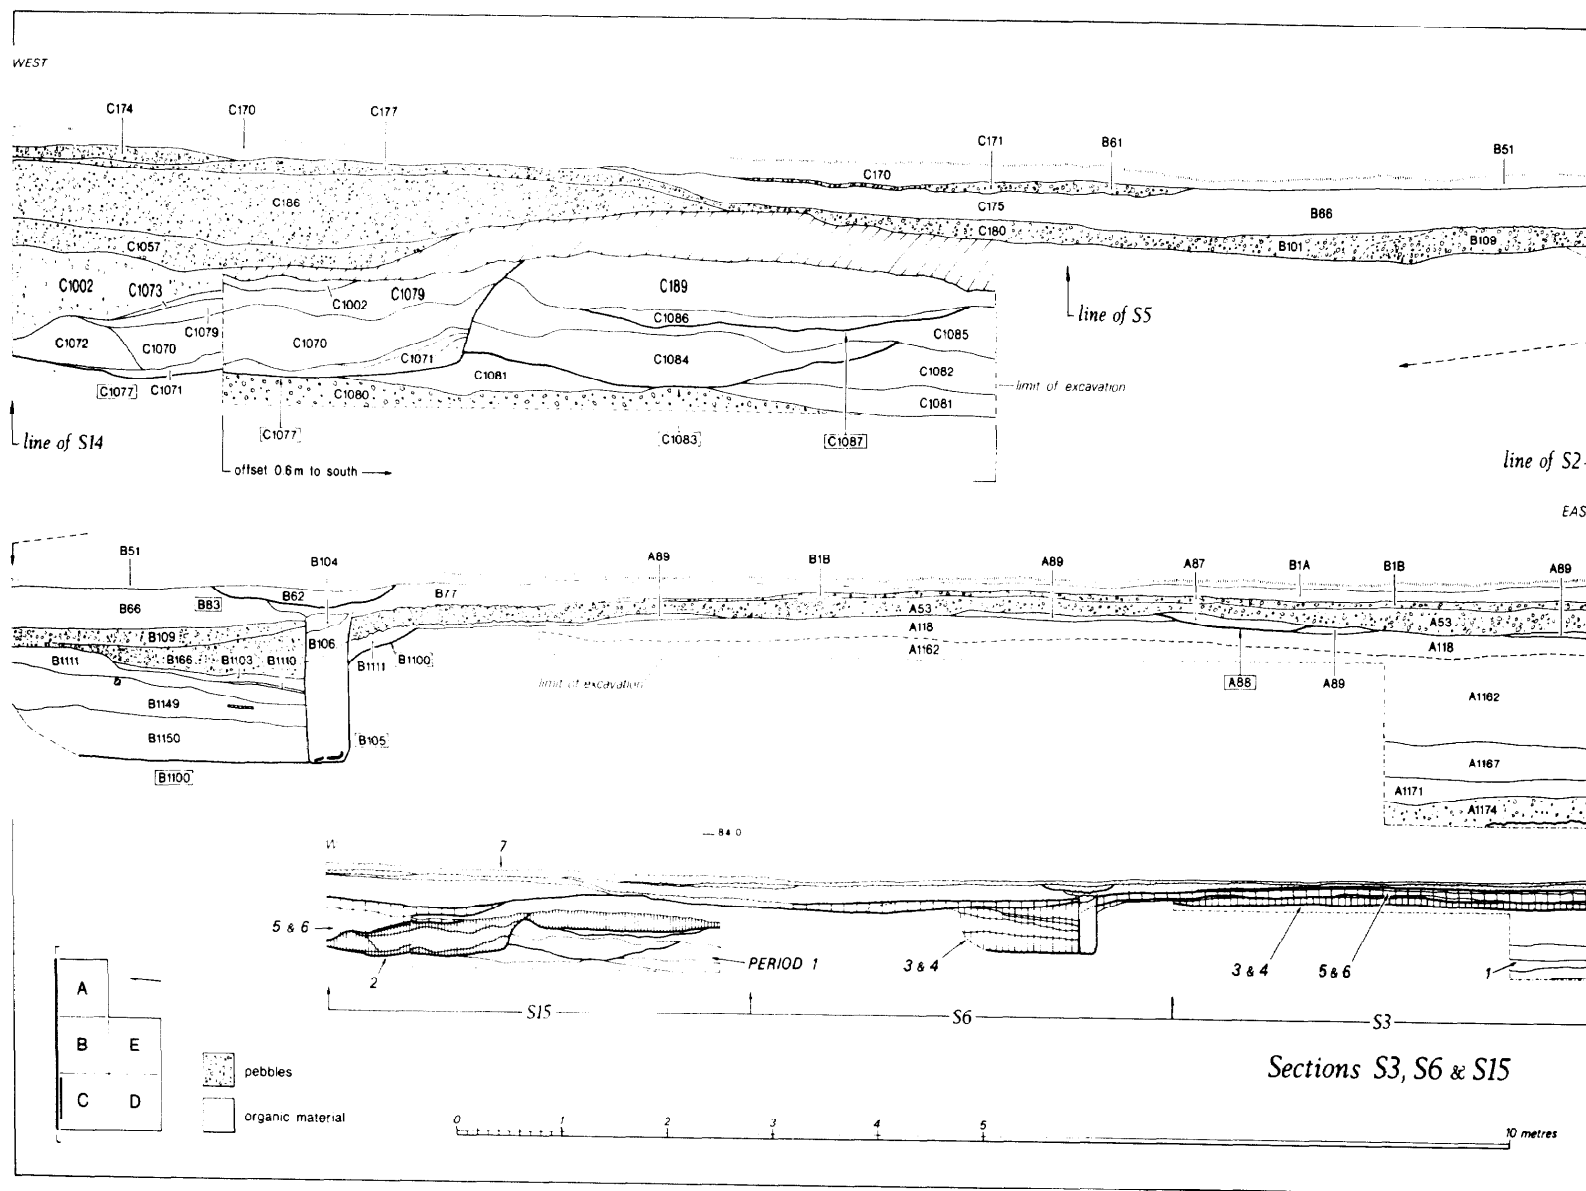 WEST
C174 C170 C177
C171 B61 B51
C170
C186 C175 B86
C180 B101 B109
C1057
C1002 C1073 C1002 C1079 C189
C1086
C1079 C1085 line of S5
C1072 C1070 C1070 C1071 C1084
C1081 C1082
limit of excavation
C1077 C1071 C1080 C1081
line of S14 C1077 C1083 C1087
offset 0.6m to south
line of S2
EAS
B51 B104 A89 B1B A89 A87 B1A B1B A89
B66 B83 B62 B77
A53 A53
B109 B106 A118 A118
B1111 B166 B1103 B1110 B1111 B1100 A1162
limit of excavation A88 A89
B1149 A1162
B1150 B105
B1100 A1167
A1171
A1174
84 0
W 7
5 & 6
2 PERIOD 1 3 & 4 3 & 4 5 & 6 1
S15 S6 S3
A
B E
C D
pebbles
organic material
Sections S3, S6 & S15
0 1 2 3 4 5 10 metres